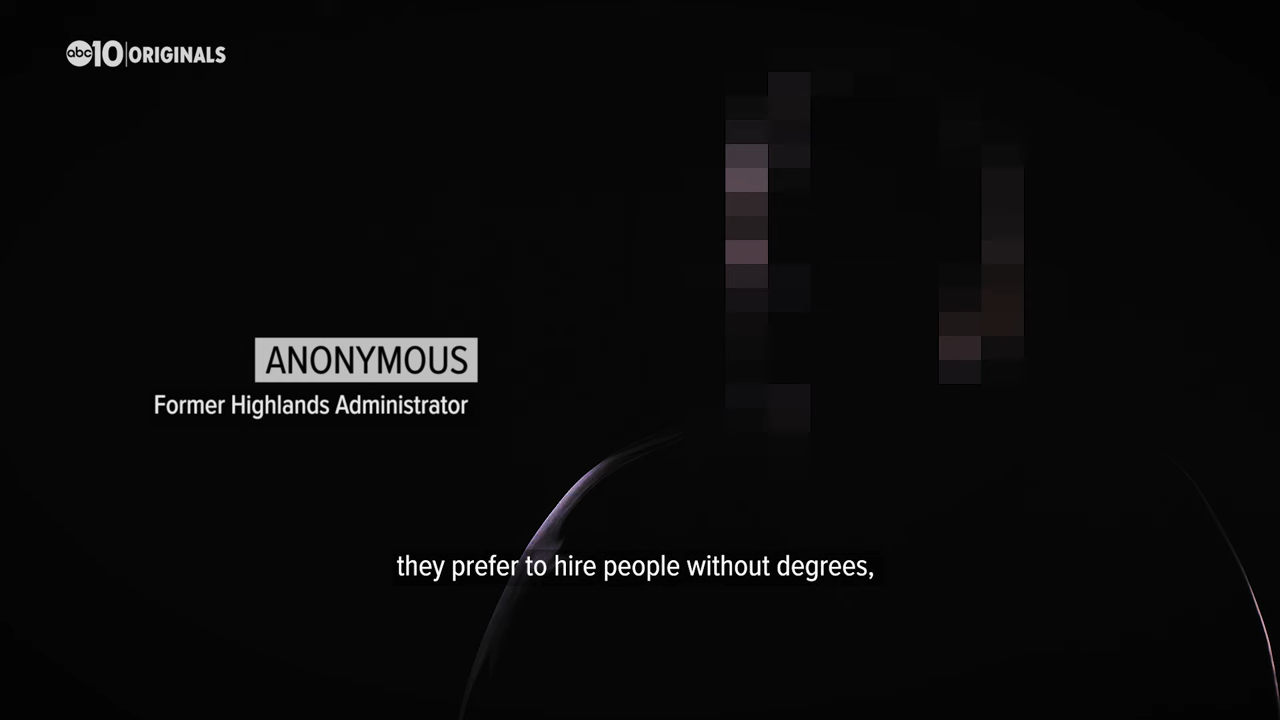 abc10 ORIGINALS
ANONYMOUS
Former Highlands Administrator
they prefer to hire people without degrees,